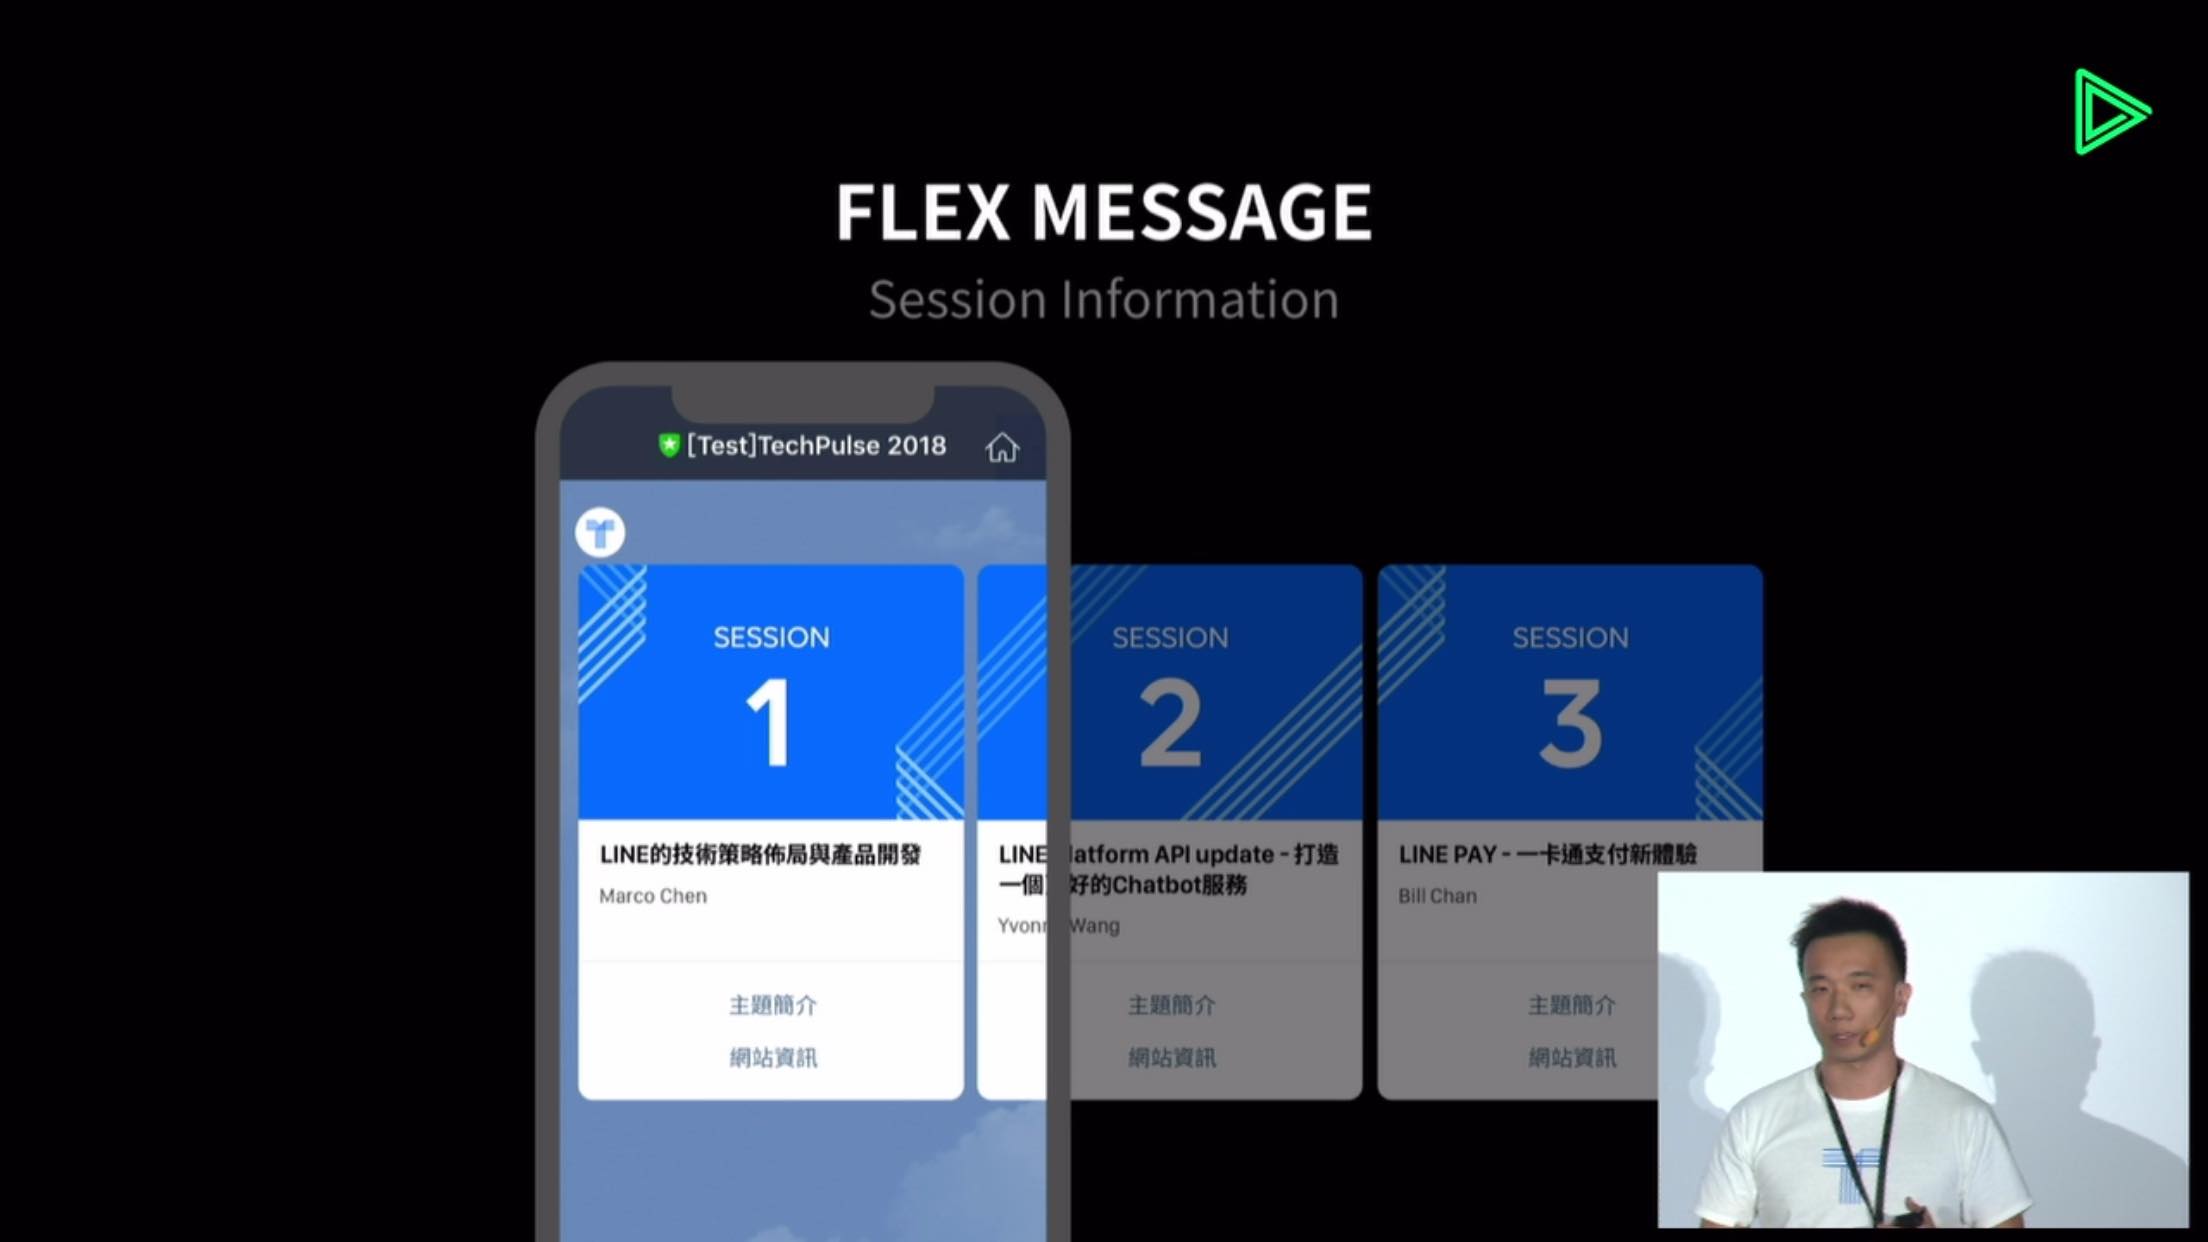 FLEX MESSAGE
Session Information
[Test]TechPulse 2018
SESSION
1
LINE的技術策略佈局與產品開發
Marco Chen
主題簡介
網站資訊
SESSION
2
LINE latform API update - 打造
一個 好的Chatbot服務
Yvonn Wang
主題簡介
網站資訊
SESSION
3
LINE PAY - 一卡通支付新體驗
Bill Chan
主題簡介
網站資訊